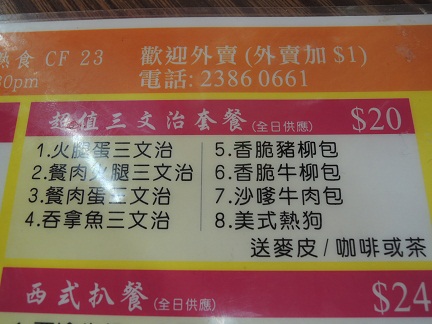 熟食 CF 23
30pm
歡迎外賣 (外賣加 $1)
電話: 2386 0661
超值三文治套餐 (全日供應) $20
1.火腿蛋三文治
2.餐肉火腿三文治
3.餐肉蛋三文治
4.吞拿魚三文治
5.香脆豬柳包
6.香脆牛柳包
7.沙嗲牛肉包
8.美式熱狗
送麥皮/咖啡或茶
西式扒餐 (全日供應) $24